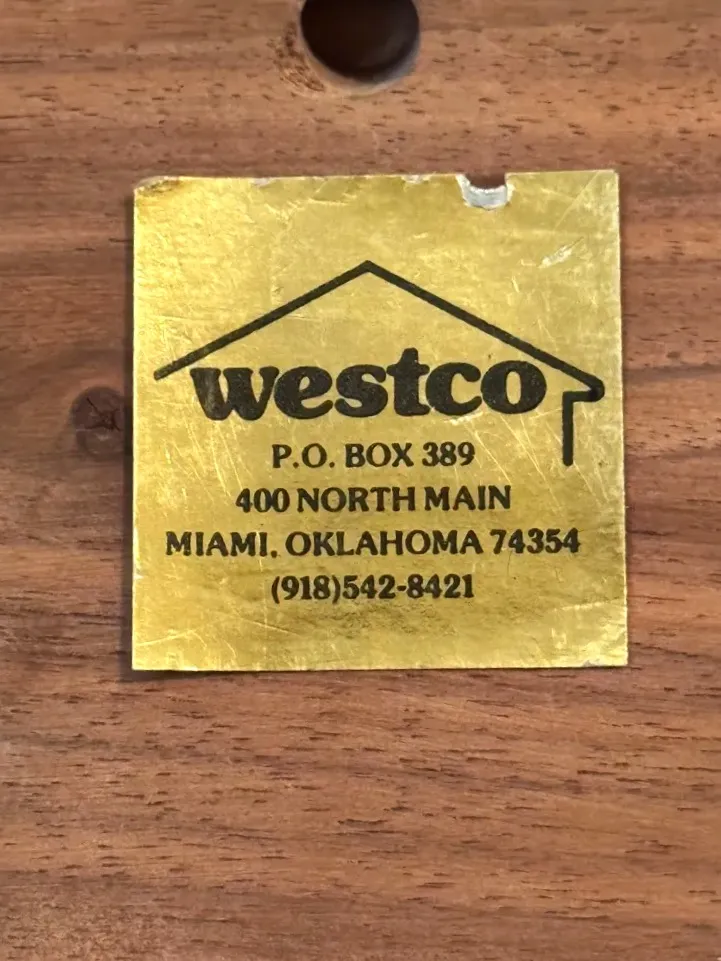 westco
P.O. BOX 389
400 NORTH MAIN
MIAMI, OKLAHOMA 74354
(918)542-8421